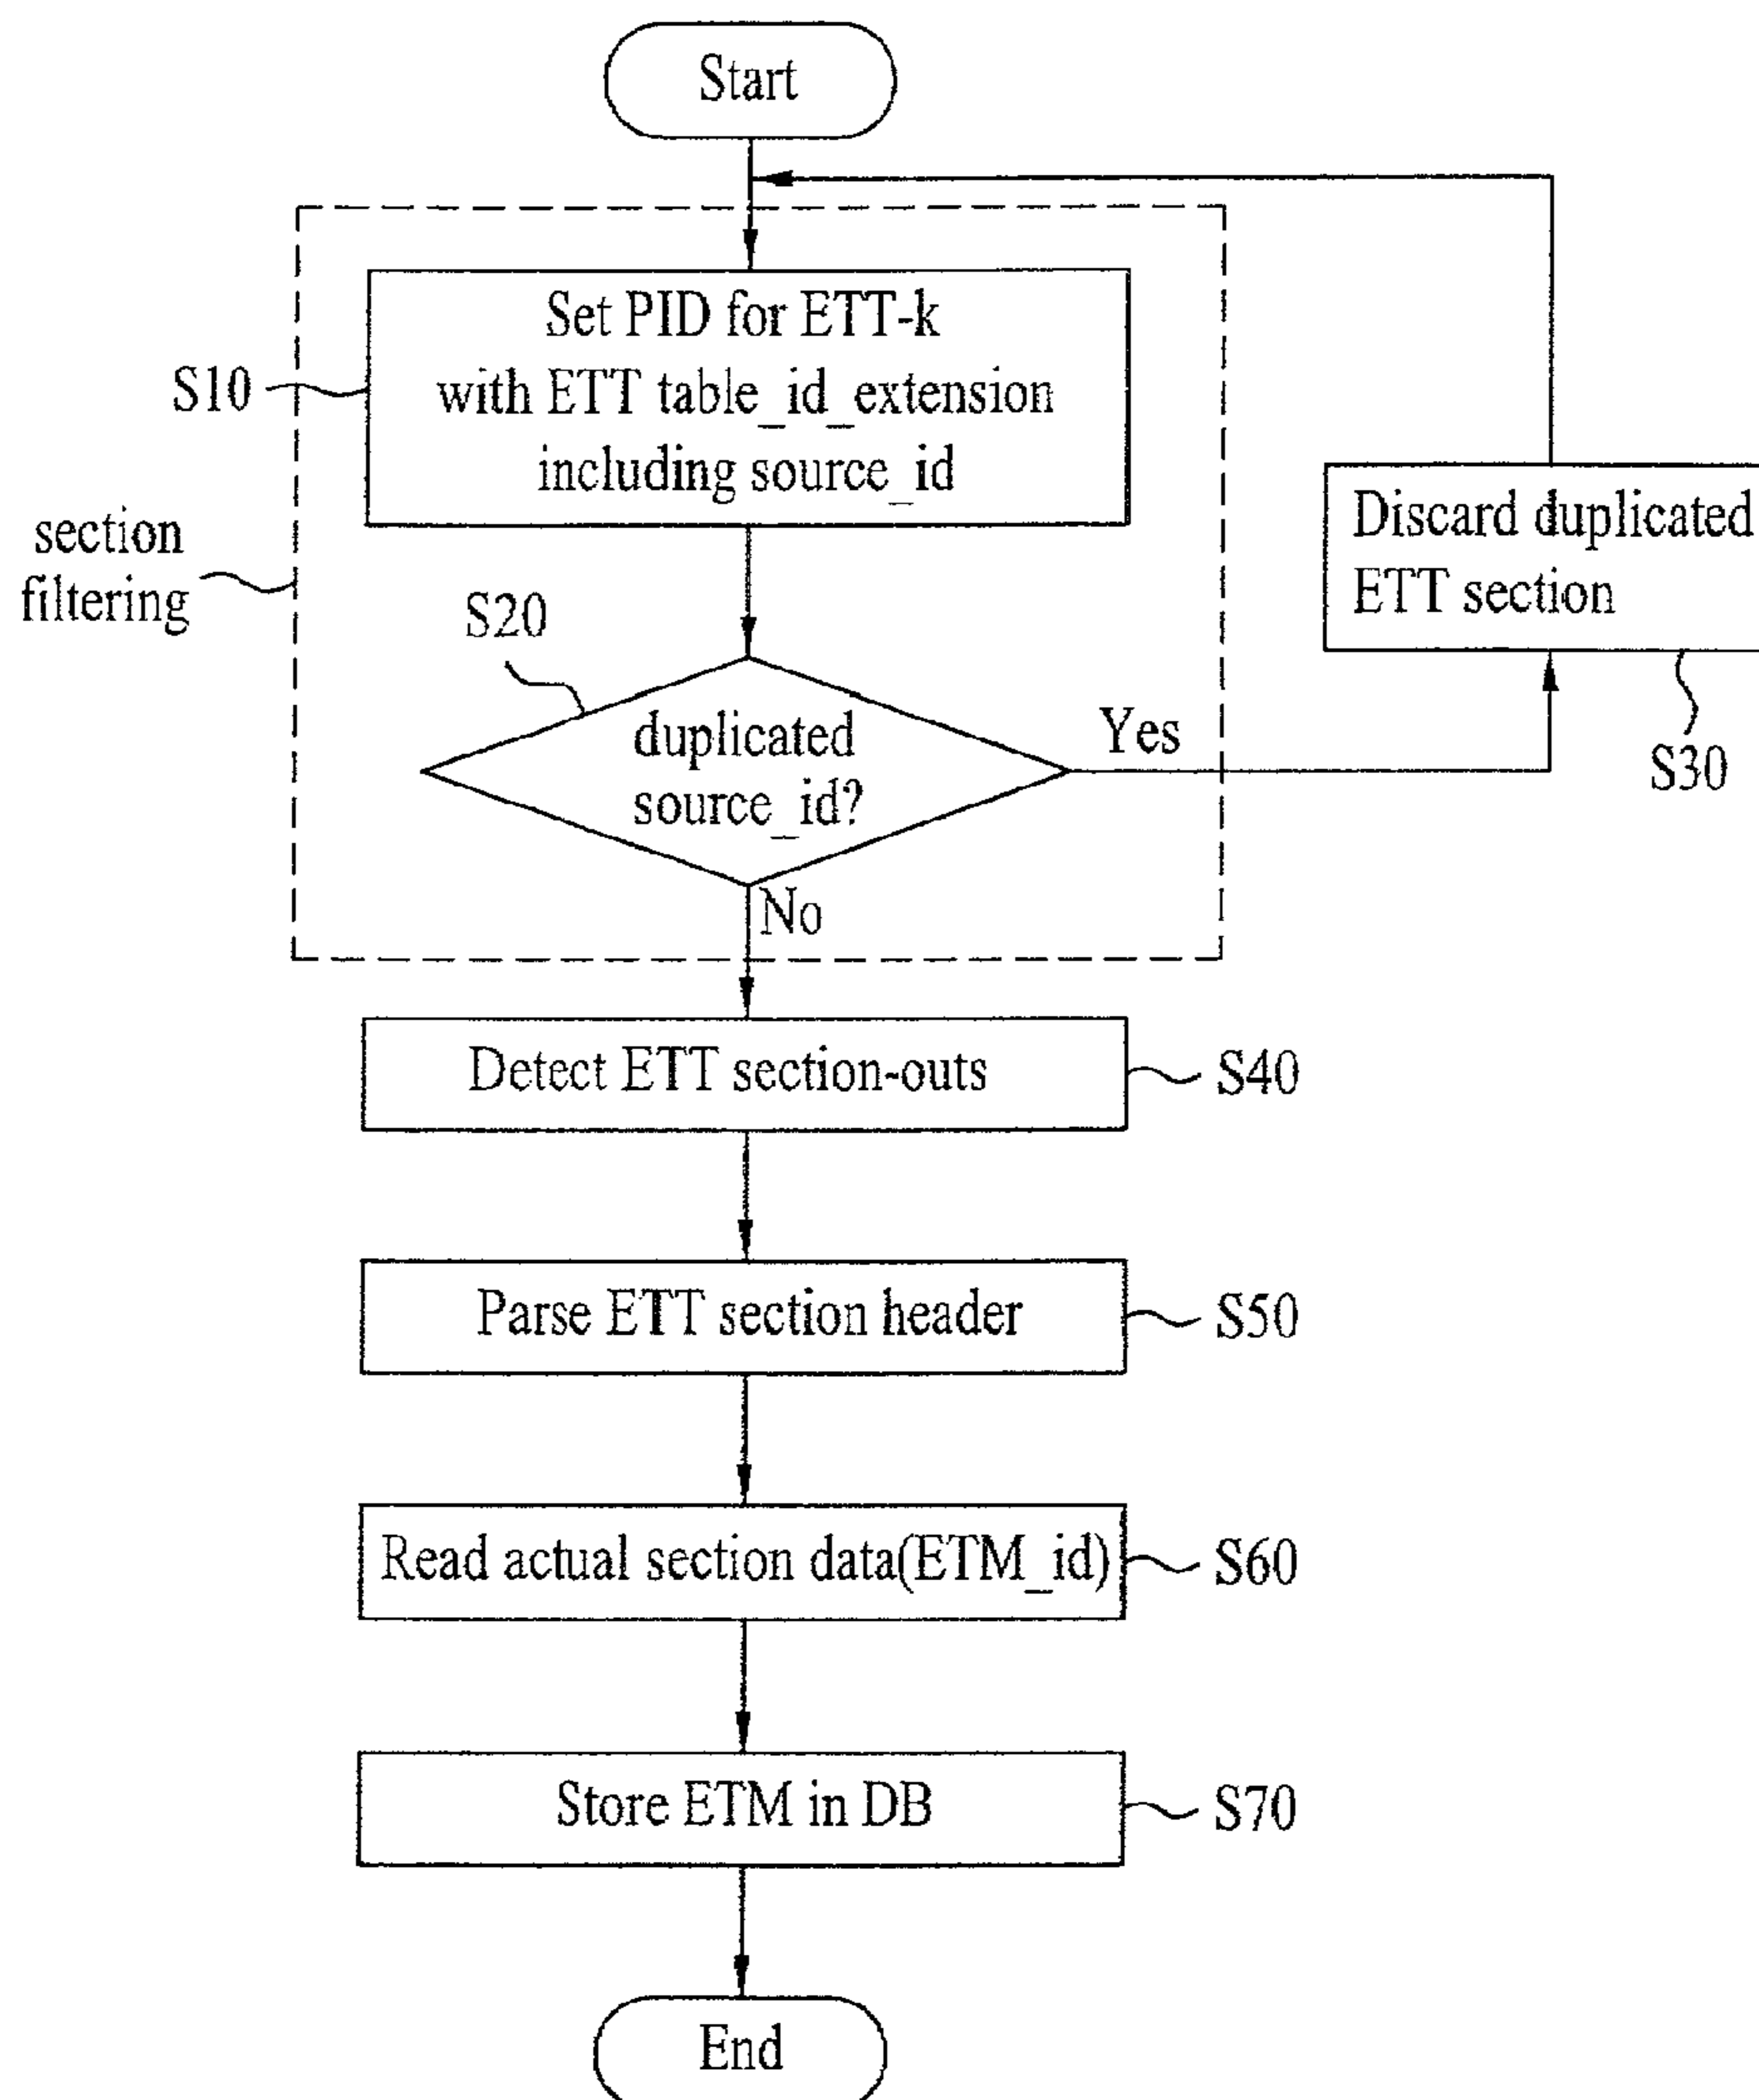 Start
Set PID for ETT-k
with ETT table_id_extension
including source_id
S10
section
filtering
Discard duplicated
ETT section
S30
S20
duplicated
source_id?
Yes
No
Detect ETT section-outs
S40
Parse ETT section header
S50
Read actual section data(ETM_id)
S60
Store ETM in DB
S70
End